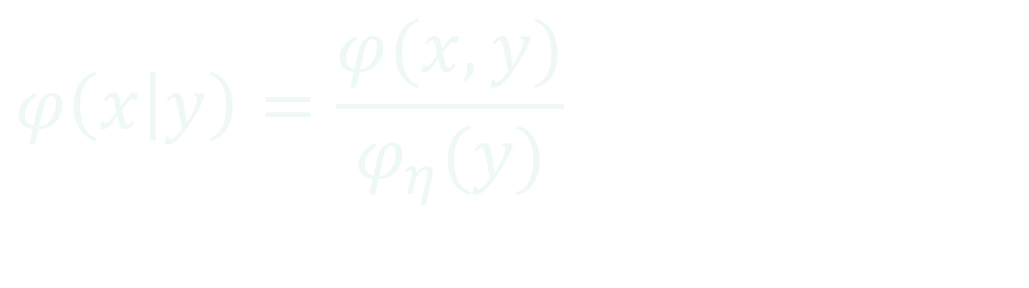 φ(x|y) = φ(x, y) / φ_η(y)